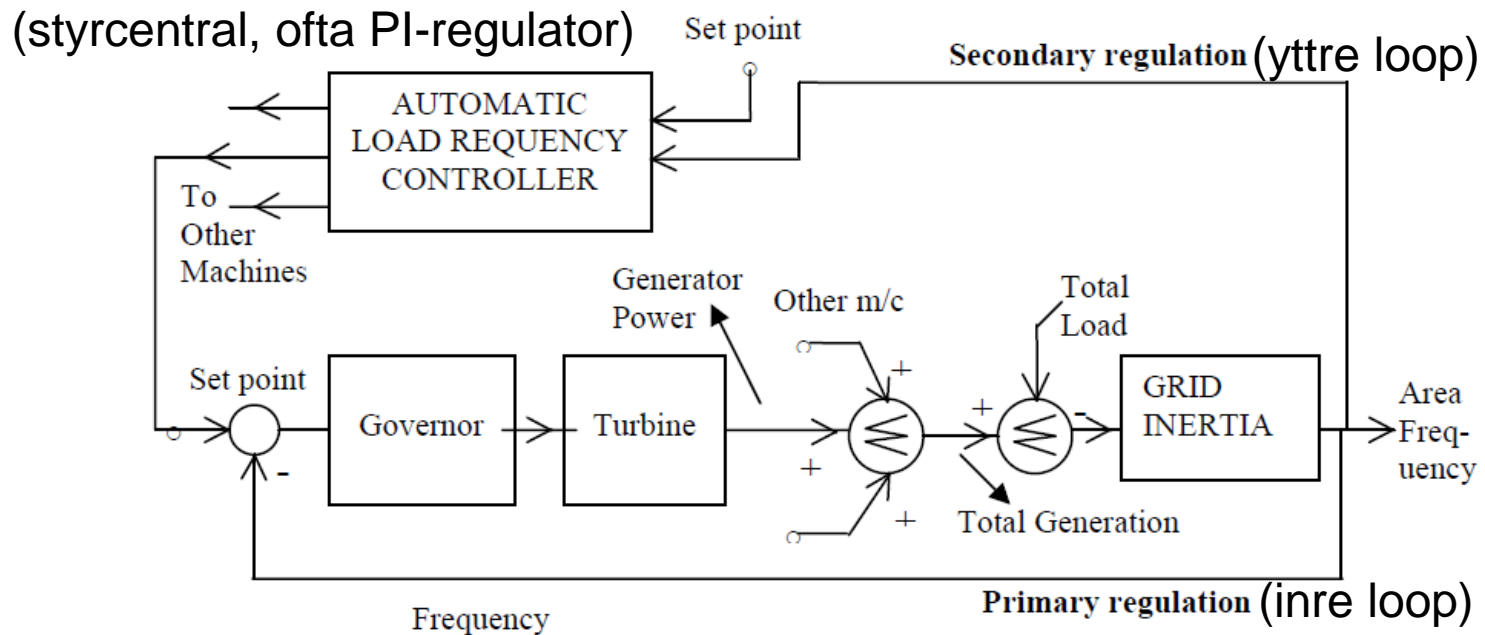 (styrcentral, ofta PI-regulator)
Set point
Secondary regulation (yttre loop)
AUTOMATIC
LOAD REQUENCY
CONTROLLER
To
Other
Machines
Generator
Power
Other m/c
Total
Load
Set point
Governor
Turbine
GRID
INERTIA
Area
Freq-
uency
+
+
+
+
-
-
Total Generation
Primary regulation (inre loop)
Frequency